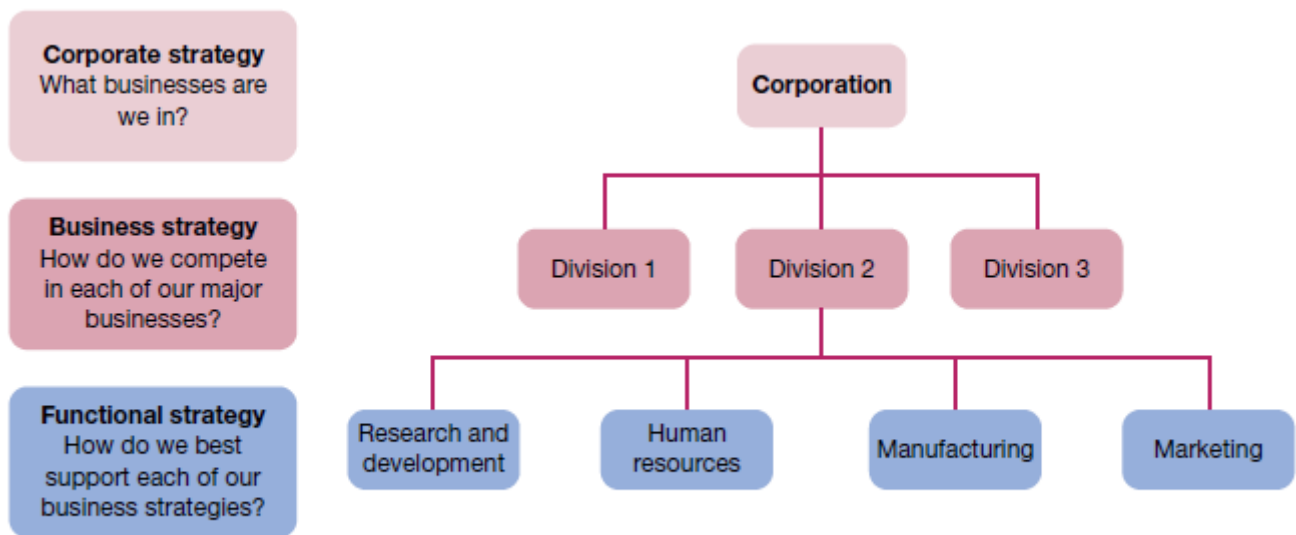 Corporate strategy
What businesses are
we in?
Corporation
Business strategy
How do we compete
in each of our major
businesses?
Division 1
Division 2
Division 3
Functional strategy
How do we best
support each of our
business strategies?
Research and
development
Human
resources
Manufacturing
Marketing